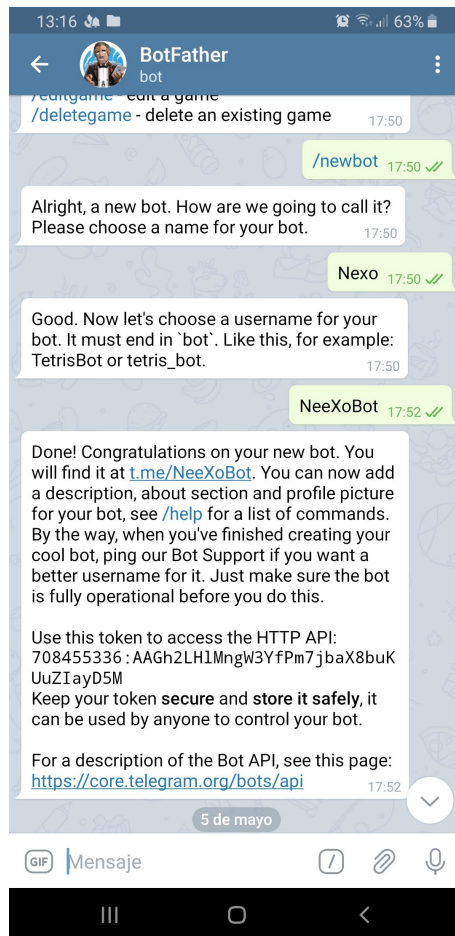 13:16
63%
BotFather
bot
/editgame - edit a game
/deletegame - delete an existing game
17:50
/newbot
17:50
Alright, a new bot. How are we going to call it?
Please choose a name for your bot.
17:50
Nexo
17:50
Good. Now let's choose a username for your
bot. It must end in `bot`. Like this, for example:
TetrisBot or tetris_bot.
17:50
NeeXoBot
17:52
Done! Congratulations on your new bot. You
will find it at t.me/NeeXoBot. You can now add
a description, about section and profile picture
for your bot, see /help for a list of commands.
By the way, when you've finished creating your
cool bot, ping our Bot Support if you want a
better username for it. Just make sure the bot
is fully operational before you do this.
Use this token to access the HTTP API:
708455336:AAGh2LHlMngW3YfPm7jbaX8buK
UuZIayD5M
Keep your token secure and store it safely, it
can be used by anyone to control your bot.
For a description of the Bot API, see this page:
https://core.telegram.org/bots/api
17:52
5 de mayo
GIF
Mensaje